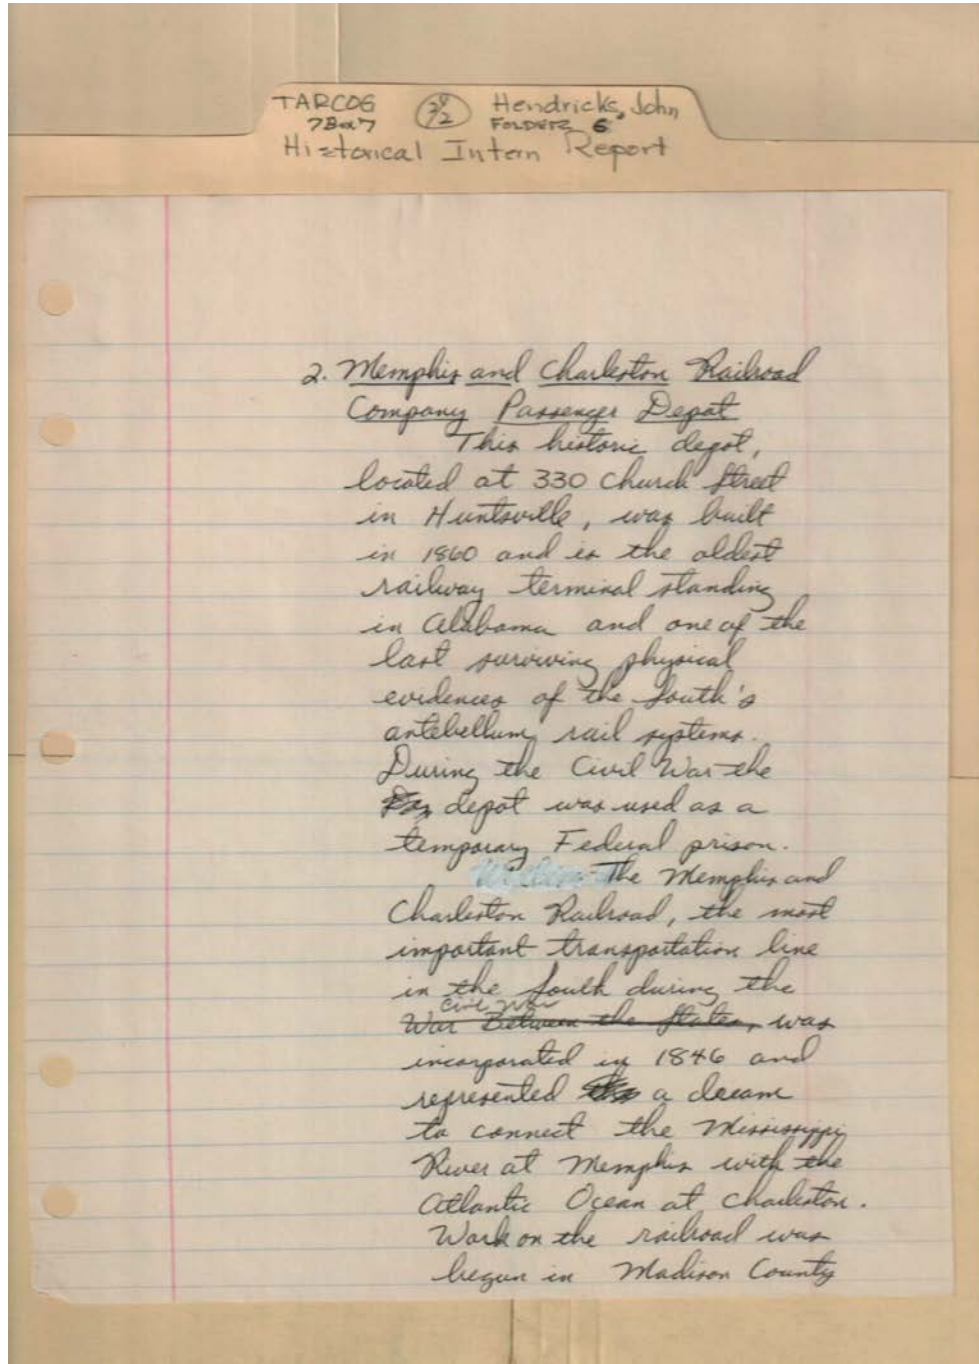 TARCOG Hendricks, John
7B07 FOLDER 6
Historical Intern Report
2. Memphis and Charleston Railroad
Company Passenger Depot
This historic depot,
located at 330 Church Street
in Huntsville, was built
in 1860 and is the oldest
railway terminal standing
in Alabama and one of the
last surviving physical
evidences of the South's
antebellum rail systems.
During the Civil War the
depot was used as a
temporary Federal prison.
The Memphis and
Charleston Railroad, the most
important transportation line
in the South during the
Civil War
War Between the States, was
incorporated in 1846 and
represented a dream
to connect the Mississippi
River at Memphis with the
Atlantic Ocean at Charleston.
Work on the railroad was
begun in Madison County